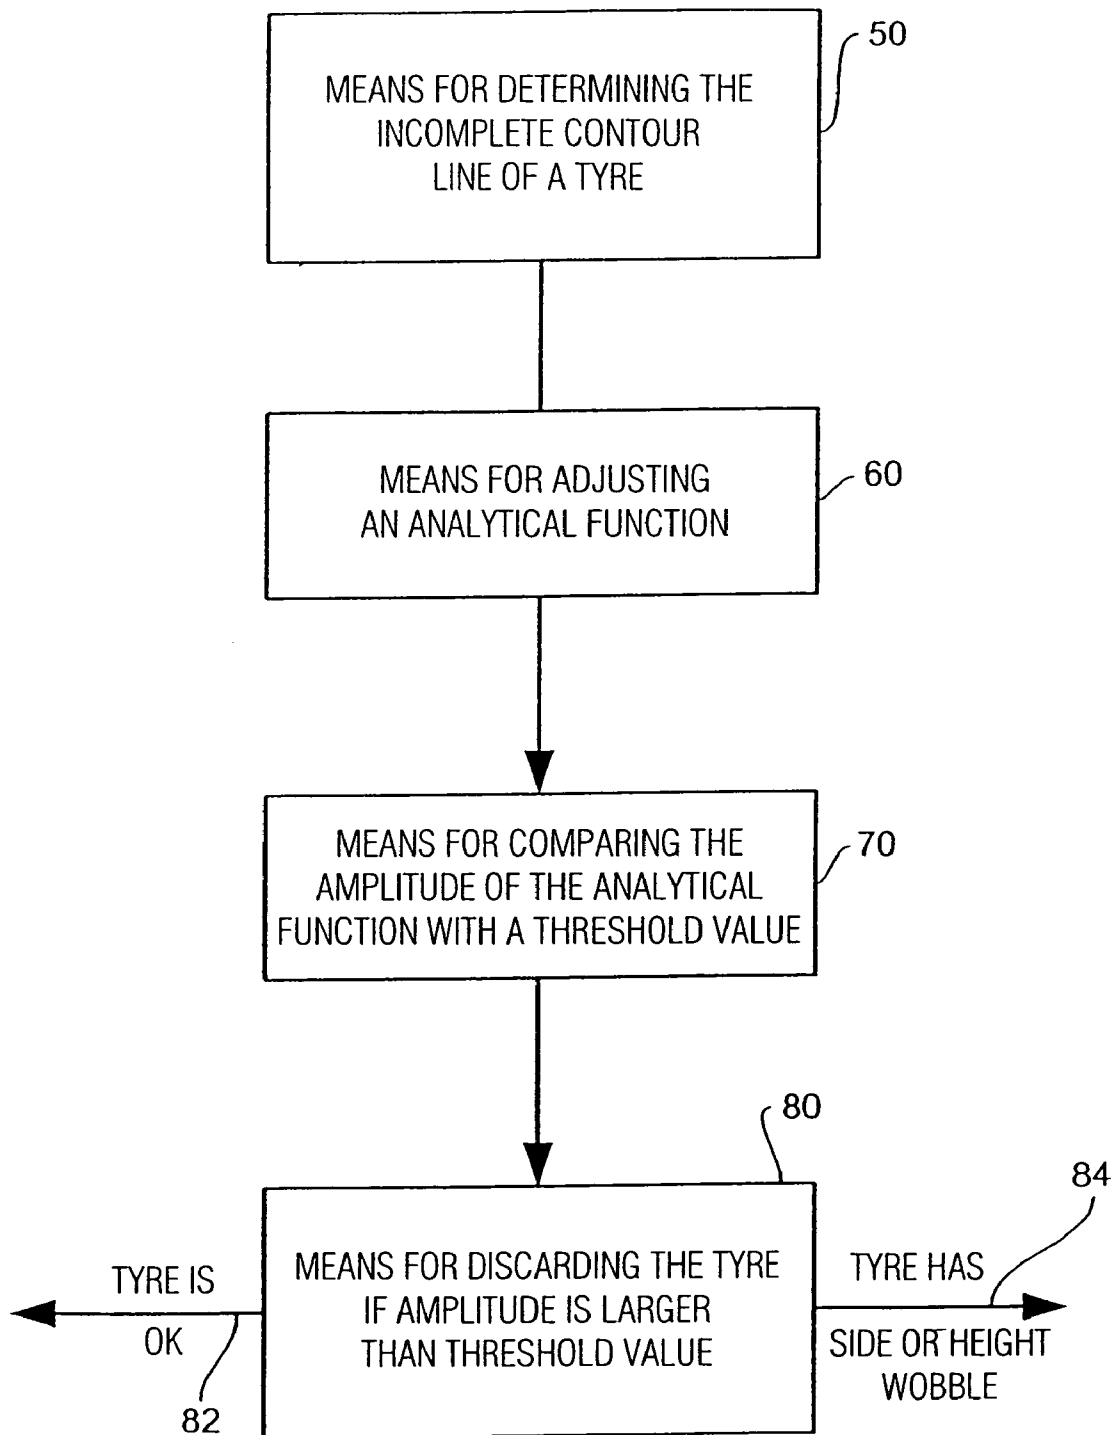 50
MEANS FOR DETERMINING THE
INCOMPLETE CONTOUR
LINE OF A TYRE
60
MEANS FOR ADJUSTING
AN ANALYTICAL FUNCTION
70
MEANS FOR COMPARING THE
AMPLITUDE OF THE ANALYTICAL
FUNCTION WITH A THRESHOLD VALUE
80
84
MEANS FOR DISCARDING THE TYRE
IF AMPLITUDE IS LARGER
THAN THRESHOLD VALUE
TYRE IS
OK
82
TYRE HAS
SIDE OR HEIGHT
WOBBLE